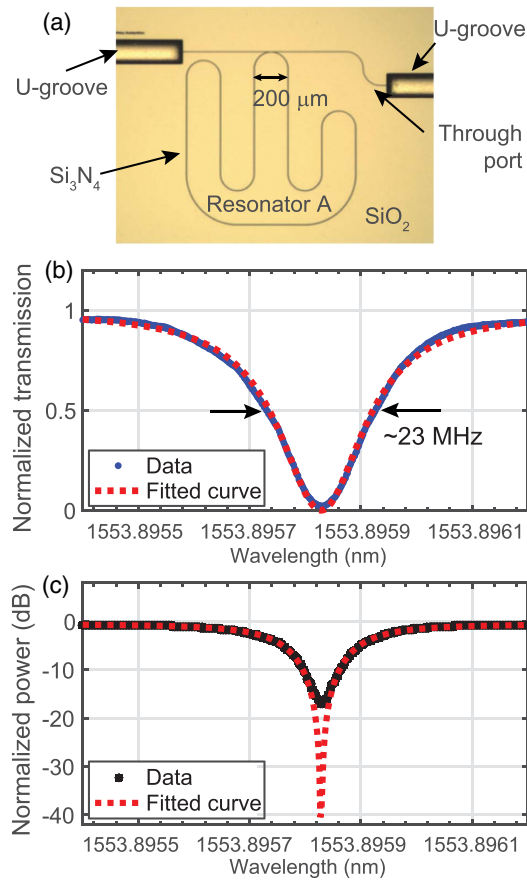 (a)
U-groove
U-groove
200 μm
Through
port
Si₃N₄
Resonator A
SiO₂
(b)
Normalized transmission
1
0.5
0
~23 MHz
Data
Fitted curve
1553.8955
1553.8957
1553.8959
1553.8961
Wavelength (nm)
(c)
Normalized power (dB)
0
-10
-20
-30
-40
Data
Fitted curve
1553.8955
1553.8957
1553.8959
1553.8961
Wavelength (nm)